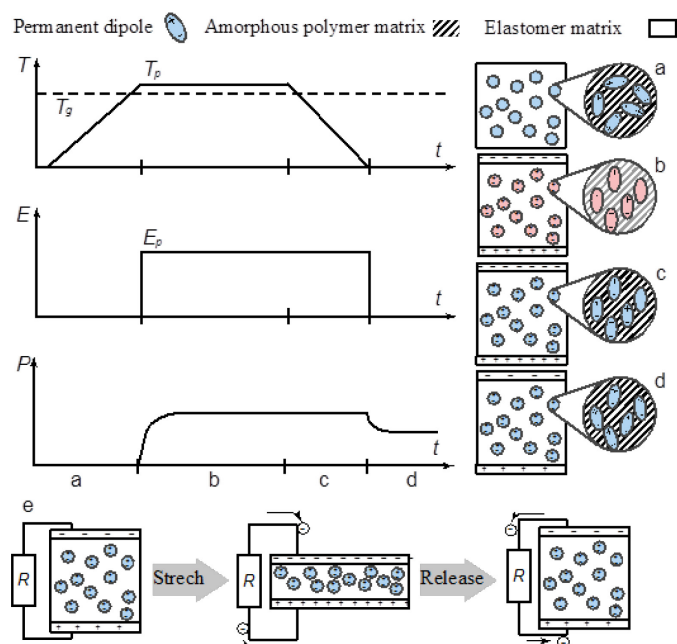 Permanent dipole Amorphous polymer matrix Elastomer matrix
T
Tp
Tg
t
E
Ep
t
P
t
a b c d
a
b
c
d
e
R
Strech
R
Release
R